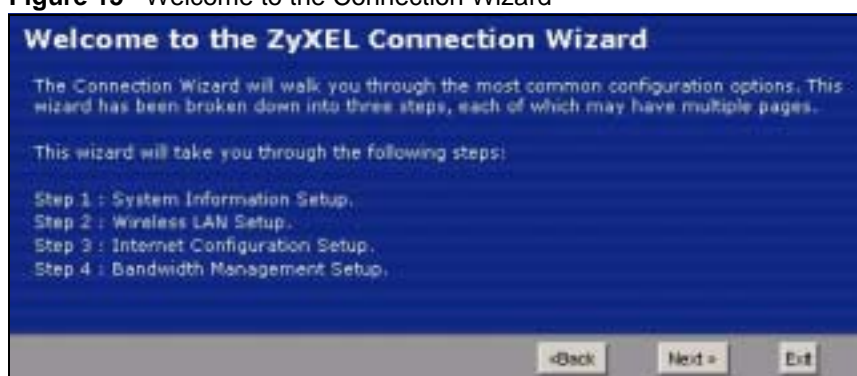 Figure 13 Welcome to the Connection Wizard
Welcome to the ZyXEL Connection Wizard
The Connection Wizard will walk you through the most common configuration options. This
wizard has been broken down into three steps, each of which may have multiple pages.
This wizard will take you through the following steps:
Step 1 : System Information Setup.
Step 2 : Wireless LAN Setup.
Step 3 : Internet Configuration Setup.
Step 4 : Bandwidth Management Setup.
<Back Next > Exit